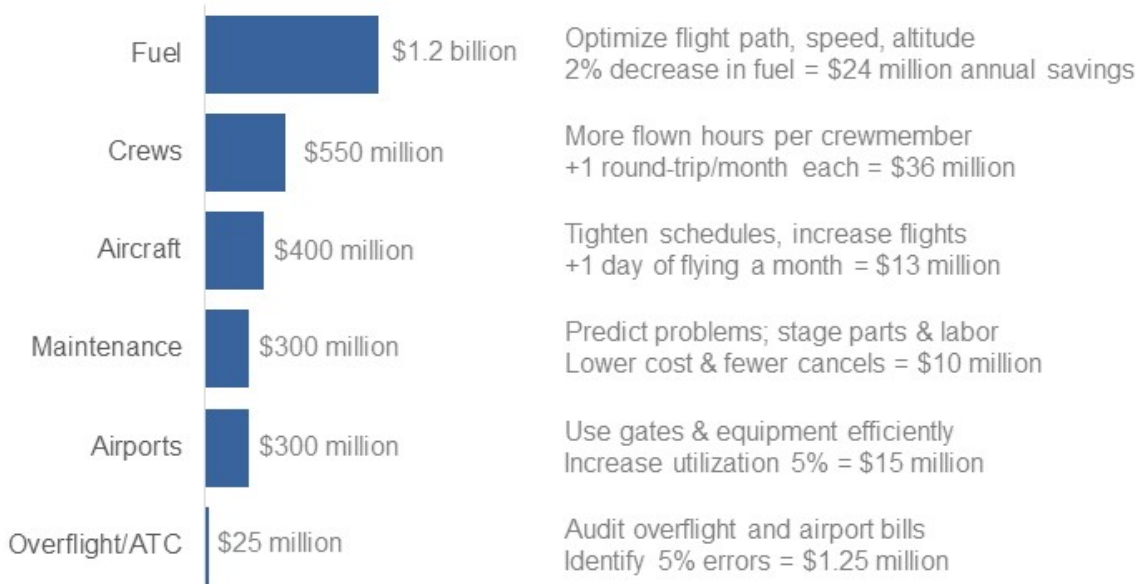 Fuel
$1.2 billion
Optimize flight path, speed, altitude
2% decrease in fuel = $24 million annual savings
Crews
$550 million
More flown hours per crewmember
+1 round-trip/month each = $36 million
Aircraft
$400 million
Tighten schedules, increase flights
+1 day of flying a month = $13 million
Maintenance
$300 million
Predict problems; stage parts & labor
Lower cost & fewer cancels = $10 million
Airports
$300 million
Use gates & equipment efficiently
Increase utilization 5% = $15 million
Overflight/ATC
$25 million
Audit overflight and airport bills
Identify 5% errors = $1.25 million